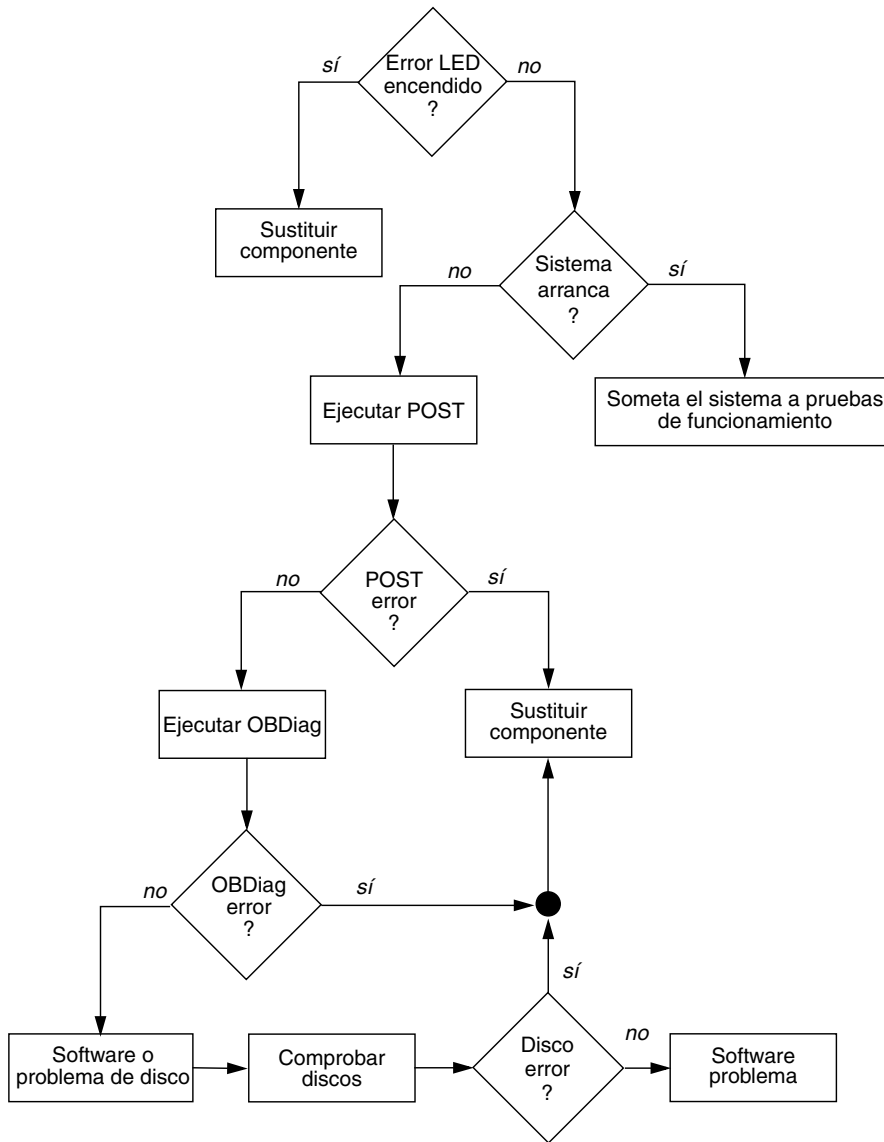 Error LED
encendido
?
sí
no
Sustituir
componente
Sistema
arranca
?
no
sí
Ejecutar POST
Someta el sistema a pruebas
de funcionamiento
POST
error
?
no
sí
Ejecutar OBDiag
Sustituir
componente
OBDiag
error
?
no
sí
sí
Software o
problema de disco
Comprobar
discos
Disco
error
?
no
Software
problema